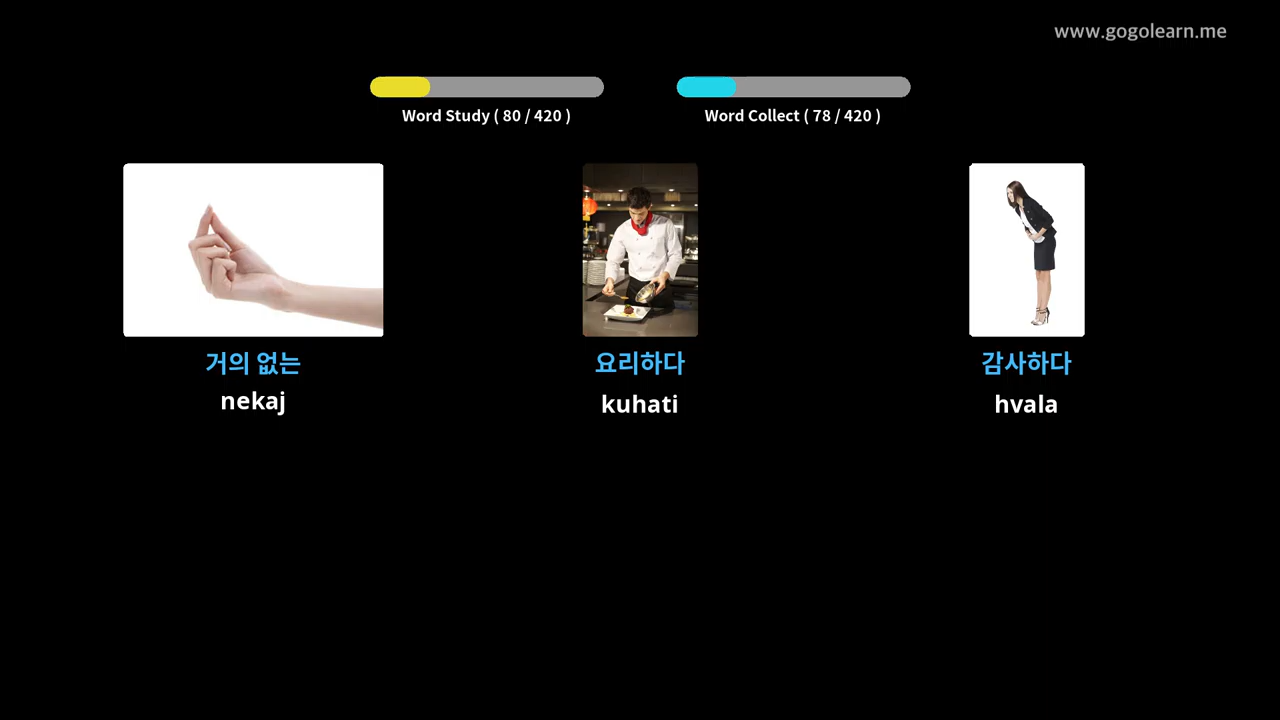 www.gogolearn.me
Word Study ( 80 / 420 )
Word Collect ( 78 / 420 )
거의 없는
요리하다
감사하다
nekaj
kuhati
hvala